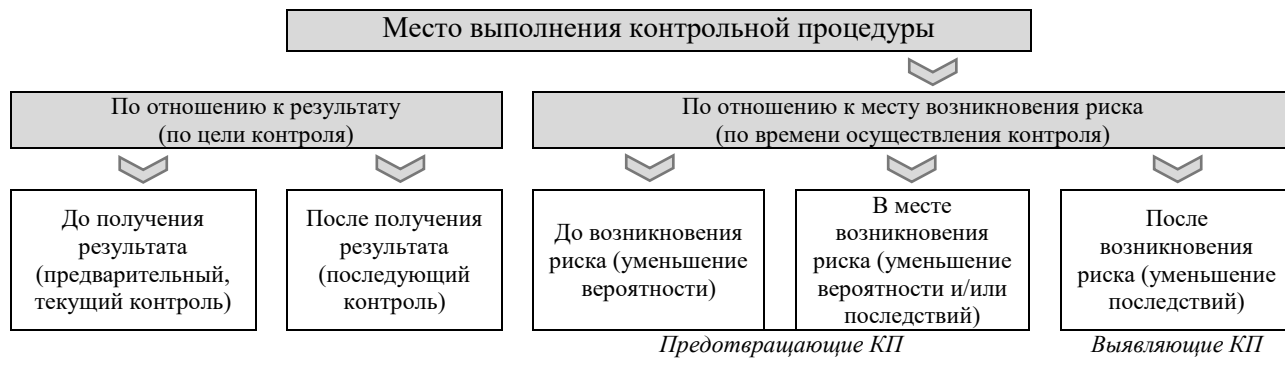 Место выполнения контрольной процедуры
По отношению к результату
(по цели контроля)
По отношению к месту возникновения риска
(по времени осуществления контроля)
До получения
результата
(предварительный,
текущий контроль)
После получения
результата
(последующий
контроль)
До возникновения
риска (уменьшение
вероятности)
В месте
возникновения
риска (уменьшение
вероятности и/или
последствий)
После
возникновения
риска (уменьшение
последствий)
Предотвращающие КП
Выявляющие КП